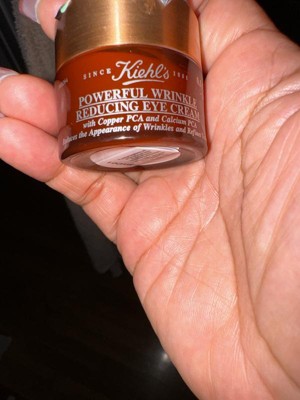 SINCE Kiehl's 1851
POWERFUL WRINKLE
REDUCING EYE CREAM
with Copper PCA and Calcium PCA
the Appearance of Wrinkles and